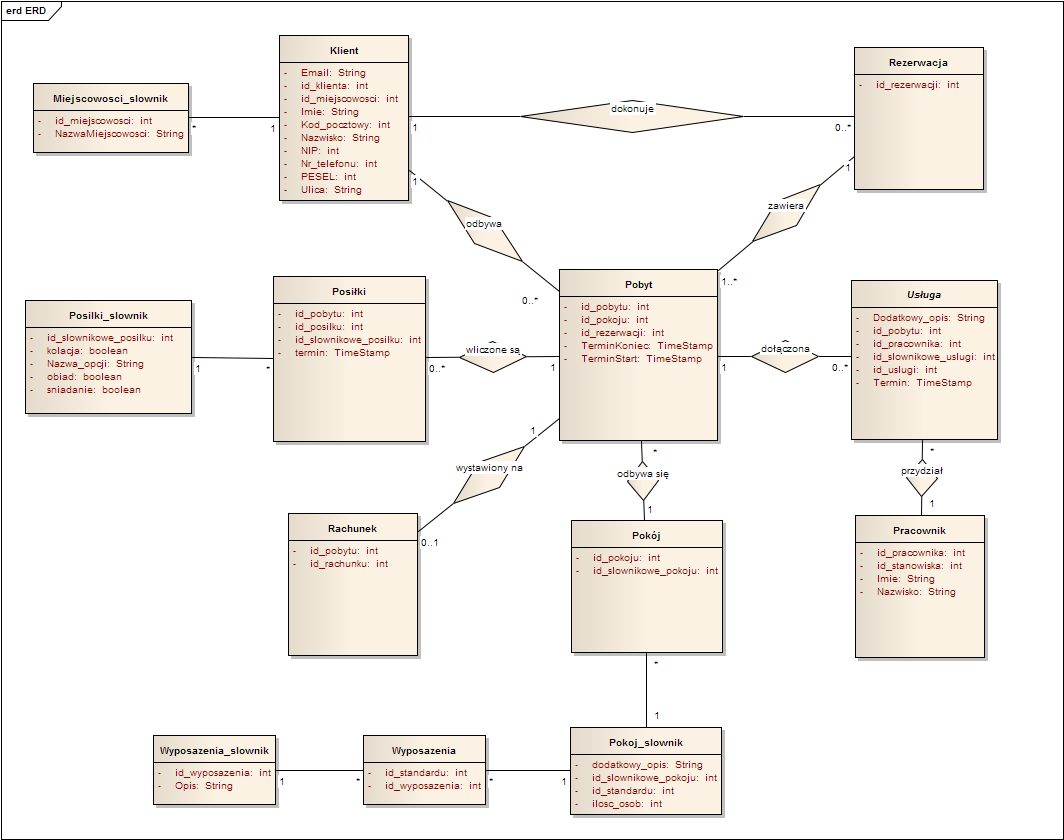 erd ERD
Klient
- Email: String
- id_klienta: int
- id_miejscowosci: int
- Imie: String
- Kod_pocztowy: int
- Nazwisko: String
- NIP: int
- Nr_telefonu: int
- PESEL: int
- Ulica: String
Rezerwacja
- id_rezerwacji: int
Miejscowosci_slownik
- id_miejscowosci: int
- NazwaMiejscowosci: String
* 1
1 dokonuje 0..*
1 odbywa 0..*
1 zawiera 1..*
Pobyt
- id_pobytu: int
- id_pokoju: int
- id_rezerwacji: int
- TerminKoniec: TimeStamp
- TerminStart: TimeStamp
Posiłki
- id_pobytu: int
- id_posilku: int
- id_slownikowe_posilku: int
- termin: TimeStamp
Usługa
- Dodatkowy_opis: String
- id_pobytu: int
- id_pracownika: int
- id_slownikowe_uslugi: int
- id_uslugi: int
- Termin: TimeStamp
Posilki_slownik
- id_slownikowe_posilku: int
- kolacja: boolean
- Nazwa_opcji: String
- obiad: boolean
- sniadanie: boolean
1 *
0..* wliczone są 1
1 dołączona 0..*
1 wystawiony na 0..1
* odbywa się 1
* przydział 1
Rachunek
- id_pobytu: int
- id_rachunku: int
Pokój
- id_pokoju: int
- id_slownikowe_pokoju: int
Pracownik
- id_pracownika: int
- id_stanowiska: int
- Imie: String
- Nazwisko: String
* 1
Wyposazenia_slownik
- id_wyposazenia: int
- Opis: String
1 *
Wyposazenia
- id_standardu: int
- id_wyposazenia: int
* 1
Pokoj_slownik
- dodatkowy_opis: String
- id_slownikowe_pokoju: int
- id_standardu: int
- ilosc_osob: int